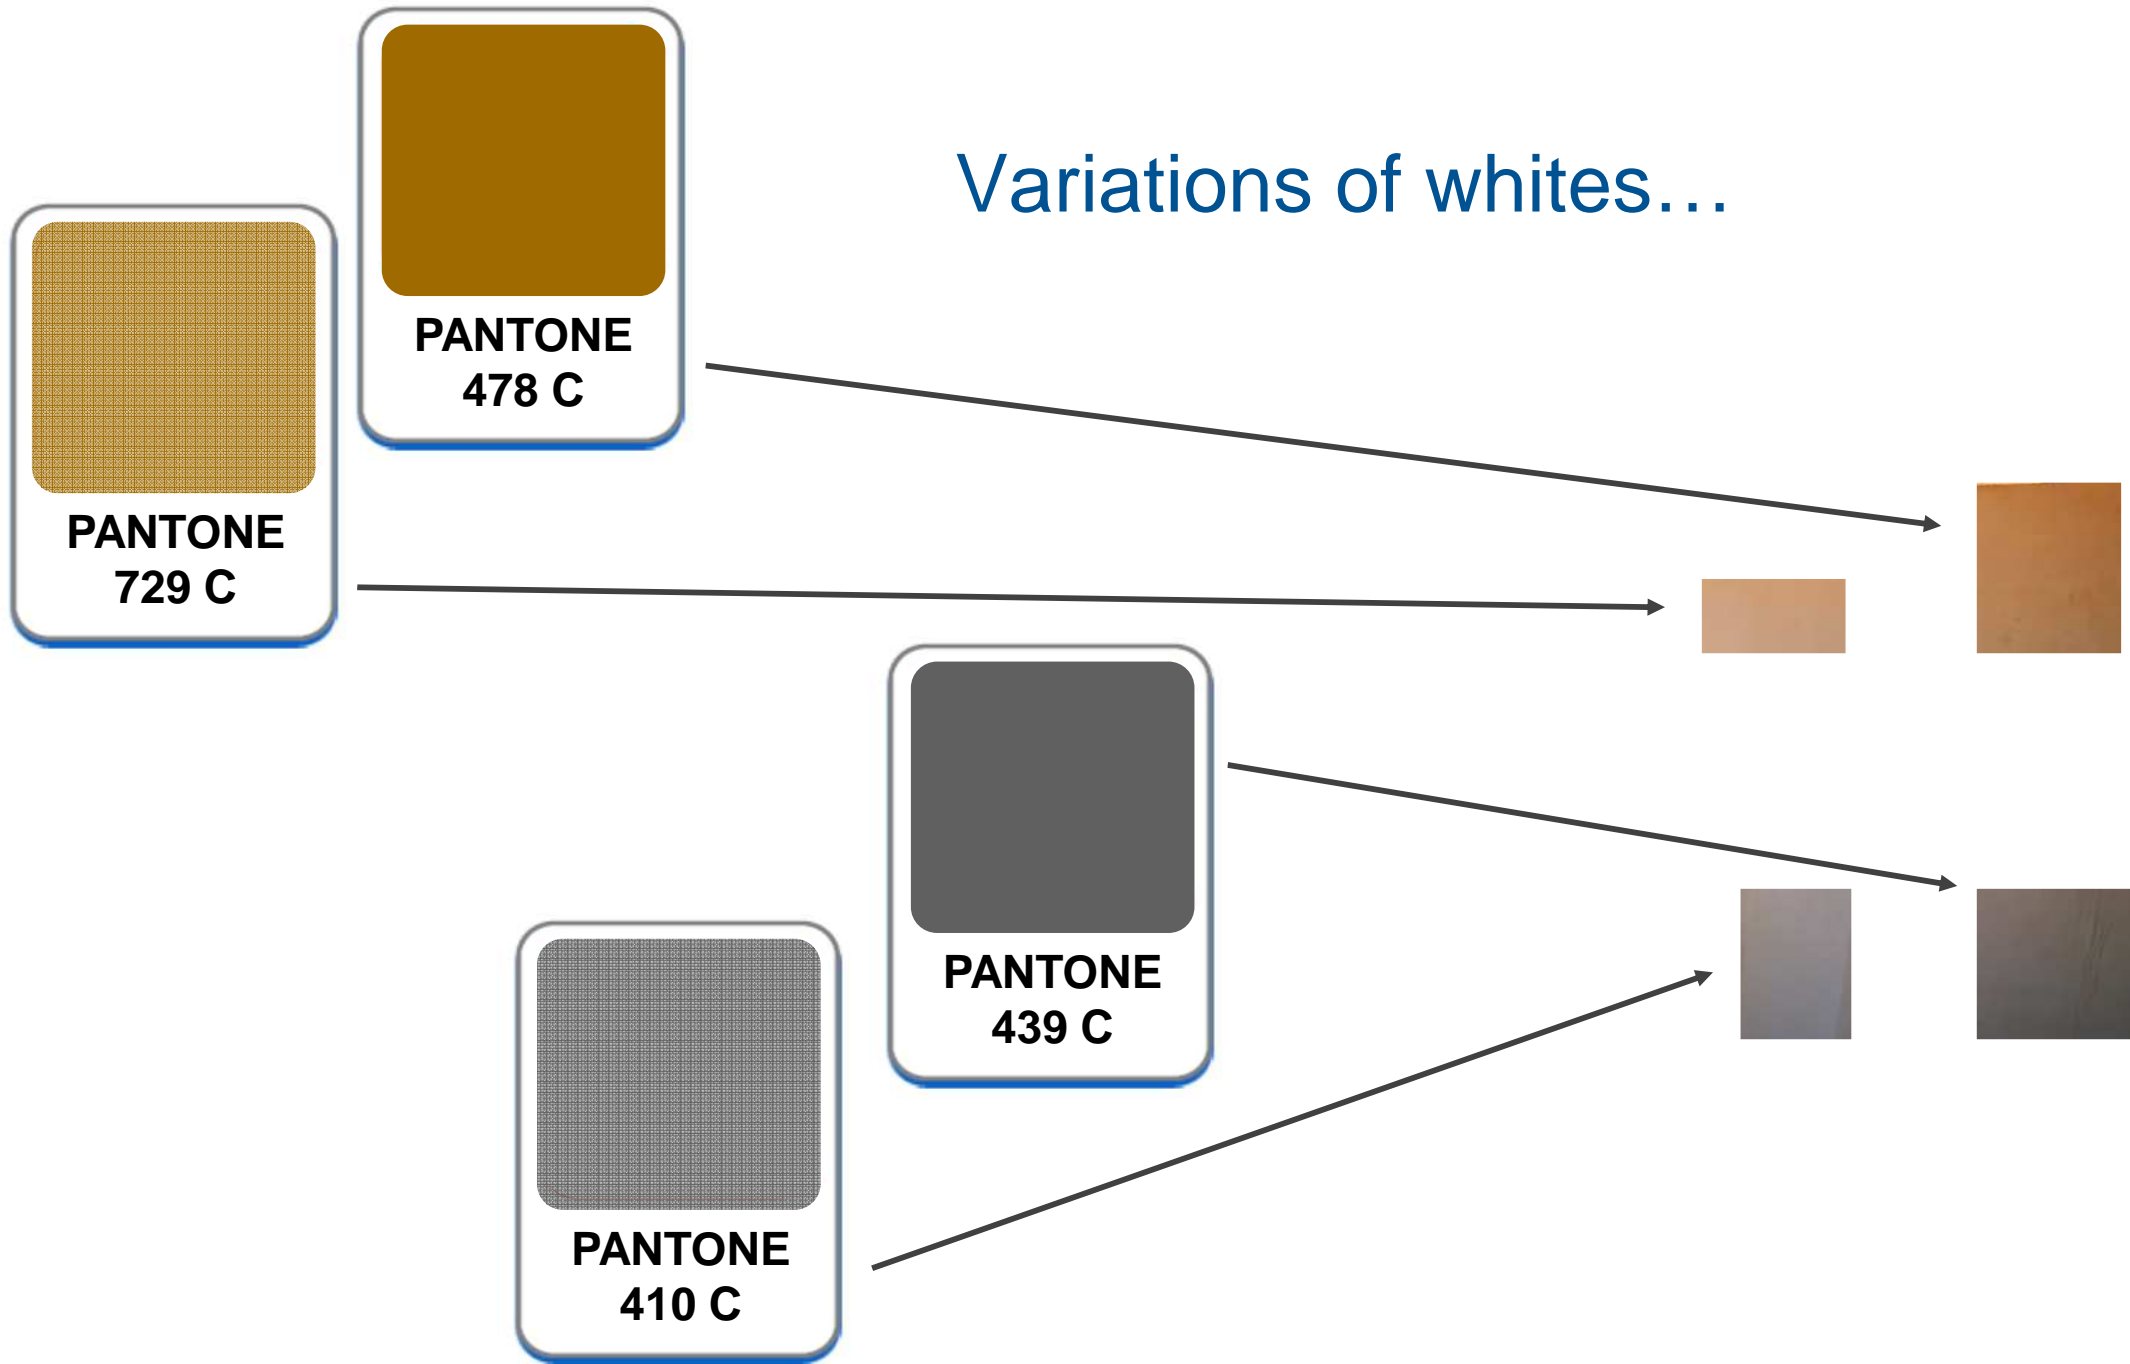 Variations of whites…
PANTONE
478 C
PANTONE
729 C
PANTONE
439 C
PANTONE
410 C